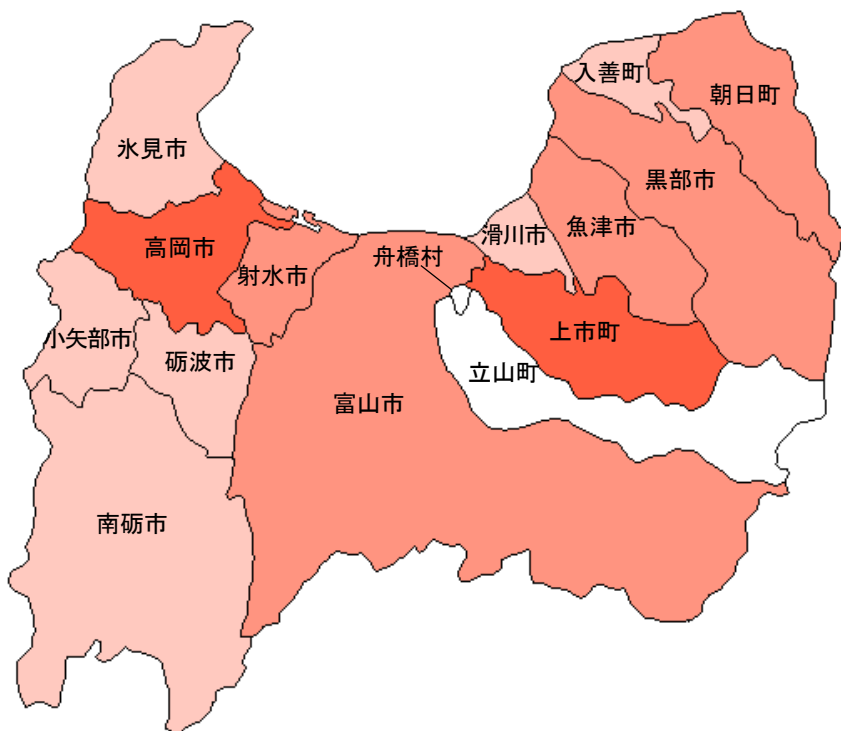 入善町
朝日町
氷見市
黒部市
魚津市
滑川市
高岡市
舟橋村
射水市
上市町
小矢部市
砺波市
立山町
富山市
南砺市